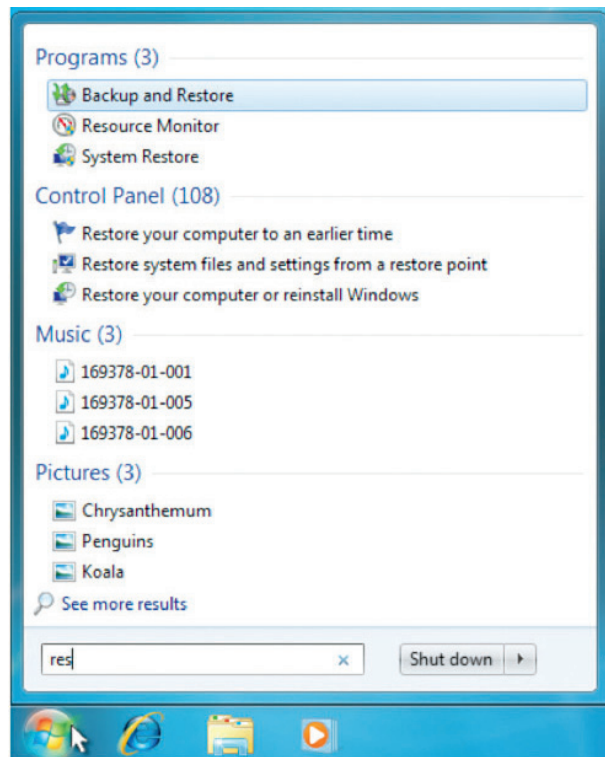 Programs (3)
Backup and Restore
Resource Monitor
System Restore
Control Panel (108)
Restore your computer to an earlier time
Restore system files and settings from a restore point
Restore your computer or reinstall Windows
Music (3)
169378-01-001
169378-01-005
169378-01-006
Pictures (3)
Chrysanthemum
Penguins
Koala
See more results
res
Shut down